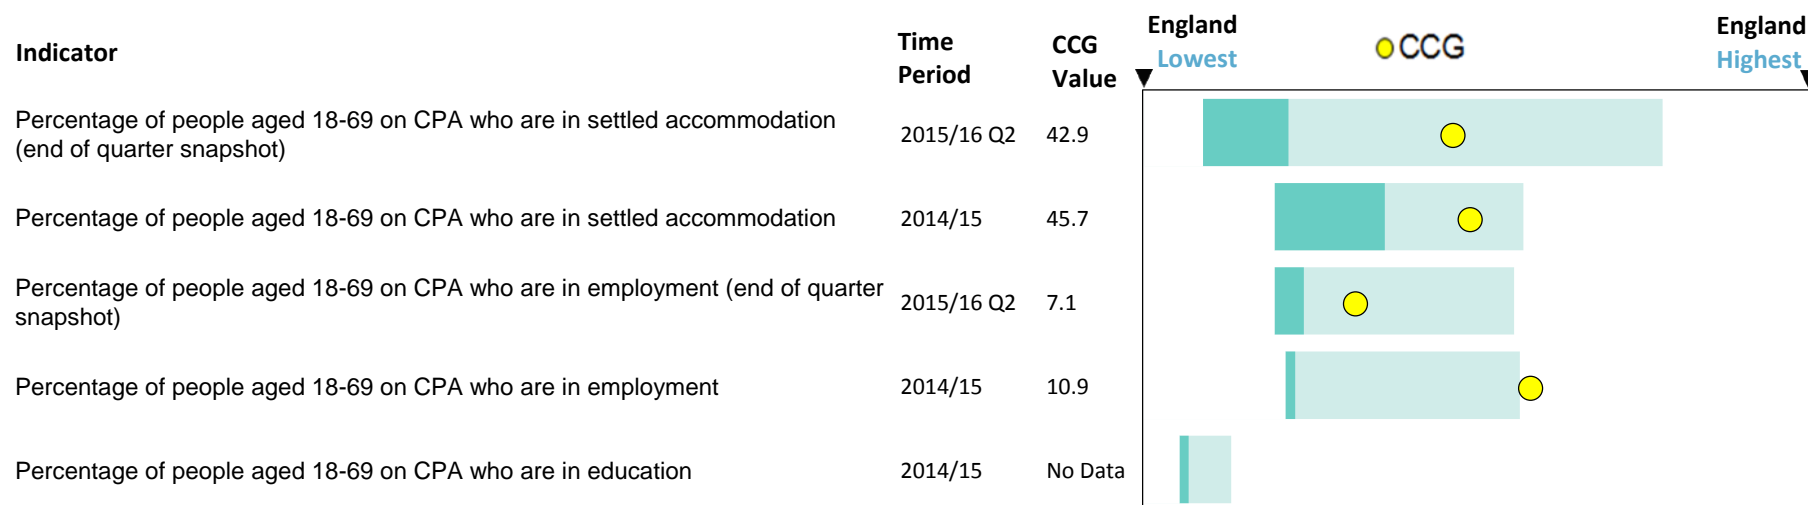 Indicator
Time
Period
CCG
Value
England
Lowest
CCG
England
Highest
Percentage of people aged 18-69 on CPA who are in settled accommodation
(end of quarter snapshot)
2015/16 Q2
42.9
Percentage of people aged 18-69 on CPA who are in settled accommodation
2014/15
45.7
Percentage of people aged 18-69 on CPA who are in employment (end of quarter
snapshot)
2015/16 Q2
7.1
Percentage of people aged 18-69 on CPA who are in employment
2014/15
10.9
Percentage of people aged 18-69 on CPA who are in education
2014/15
No Data